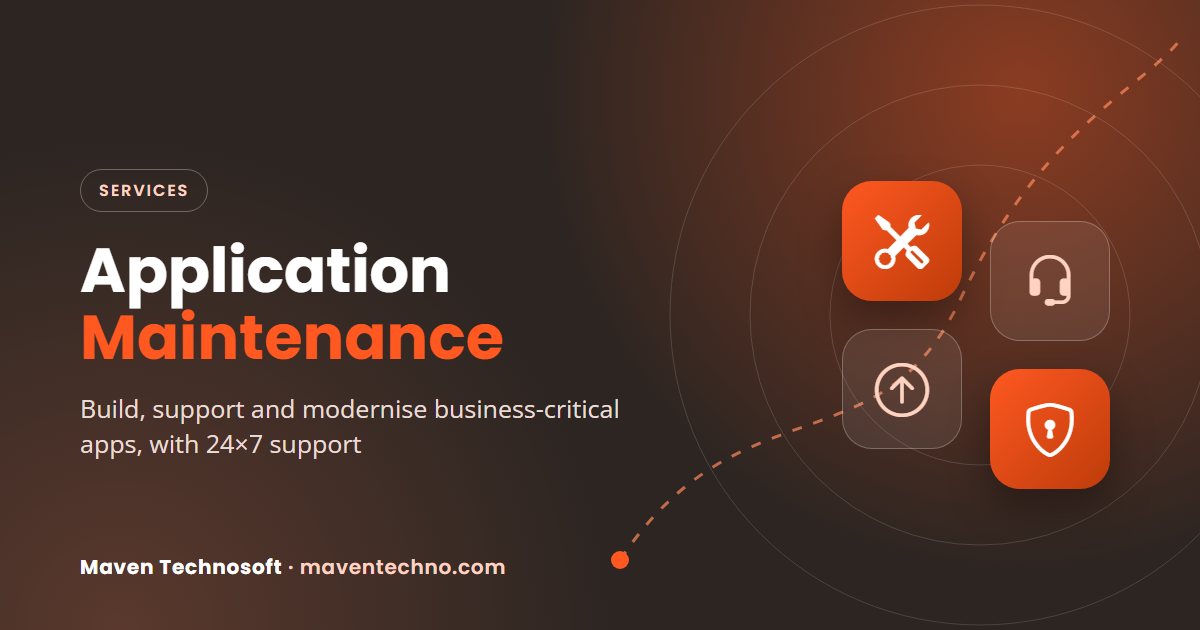 SERVICES
Application
Maintenance
Build, support and modernise business-critical
apps, with 24×7 support
Maven Technosoft · maventechno.com